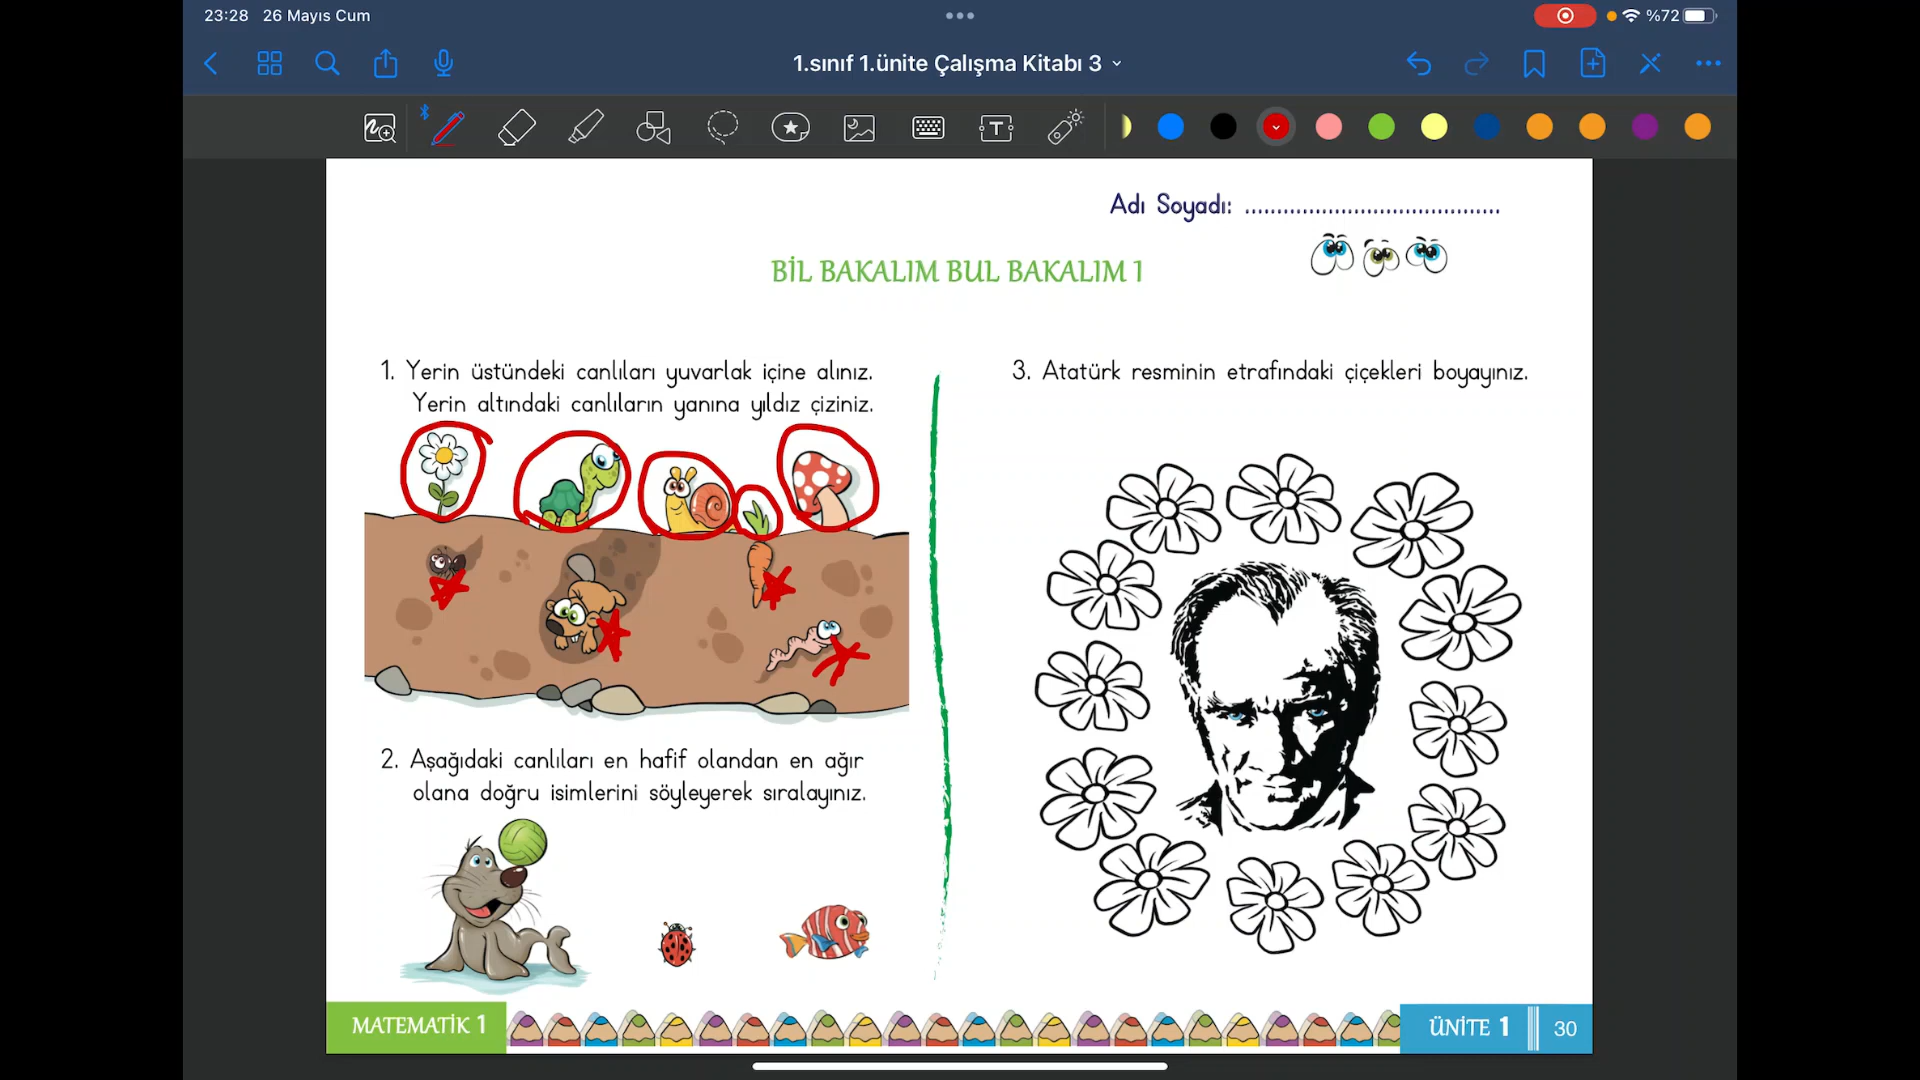 23:28 26 Mayıs Cum
%72
1.sınıf 1.ünite Çalışma Kitabı 3
T
Adı Soyadı: ........................................
BİL BAKALIM BUL BAKALIM 1
1. Yerin üstündeki canlıları yuvarlak içine alınız.
Yerin altındaki canlıların yanına yıldız çiziniz.
2. Aşağıdaki canlıları en hafif olandan en ağır
olana doğru isimlerini söyleyerek sıralayınız.
3. Atatürk resminin etrafındaki çiçekleri boyayınız.
MATEMATİK 1
ÜNİTE 1
30